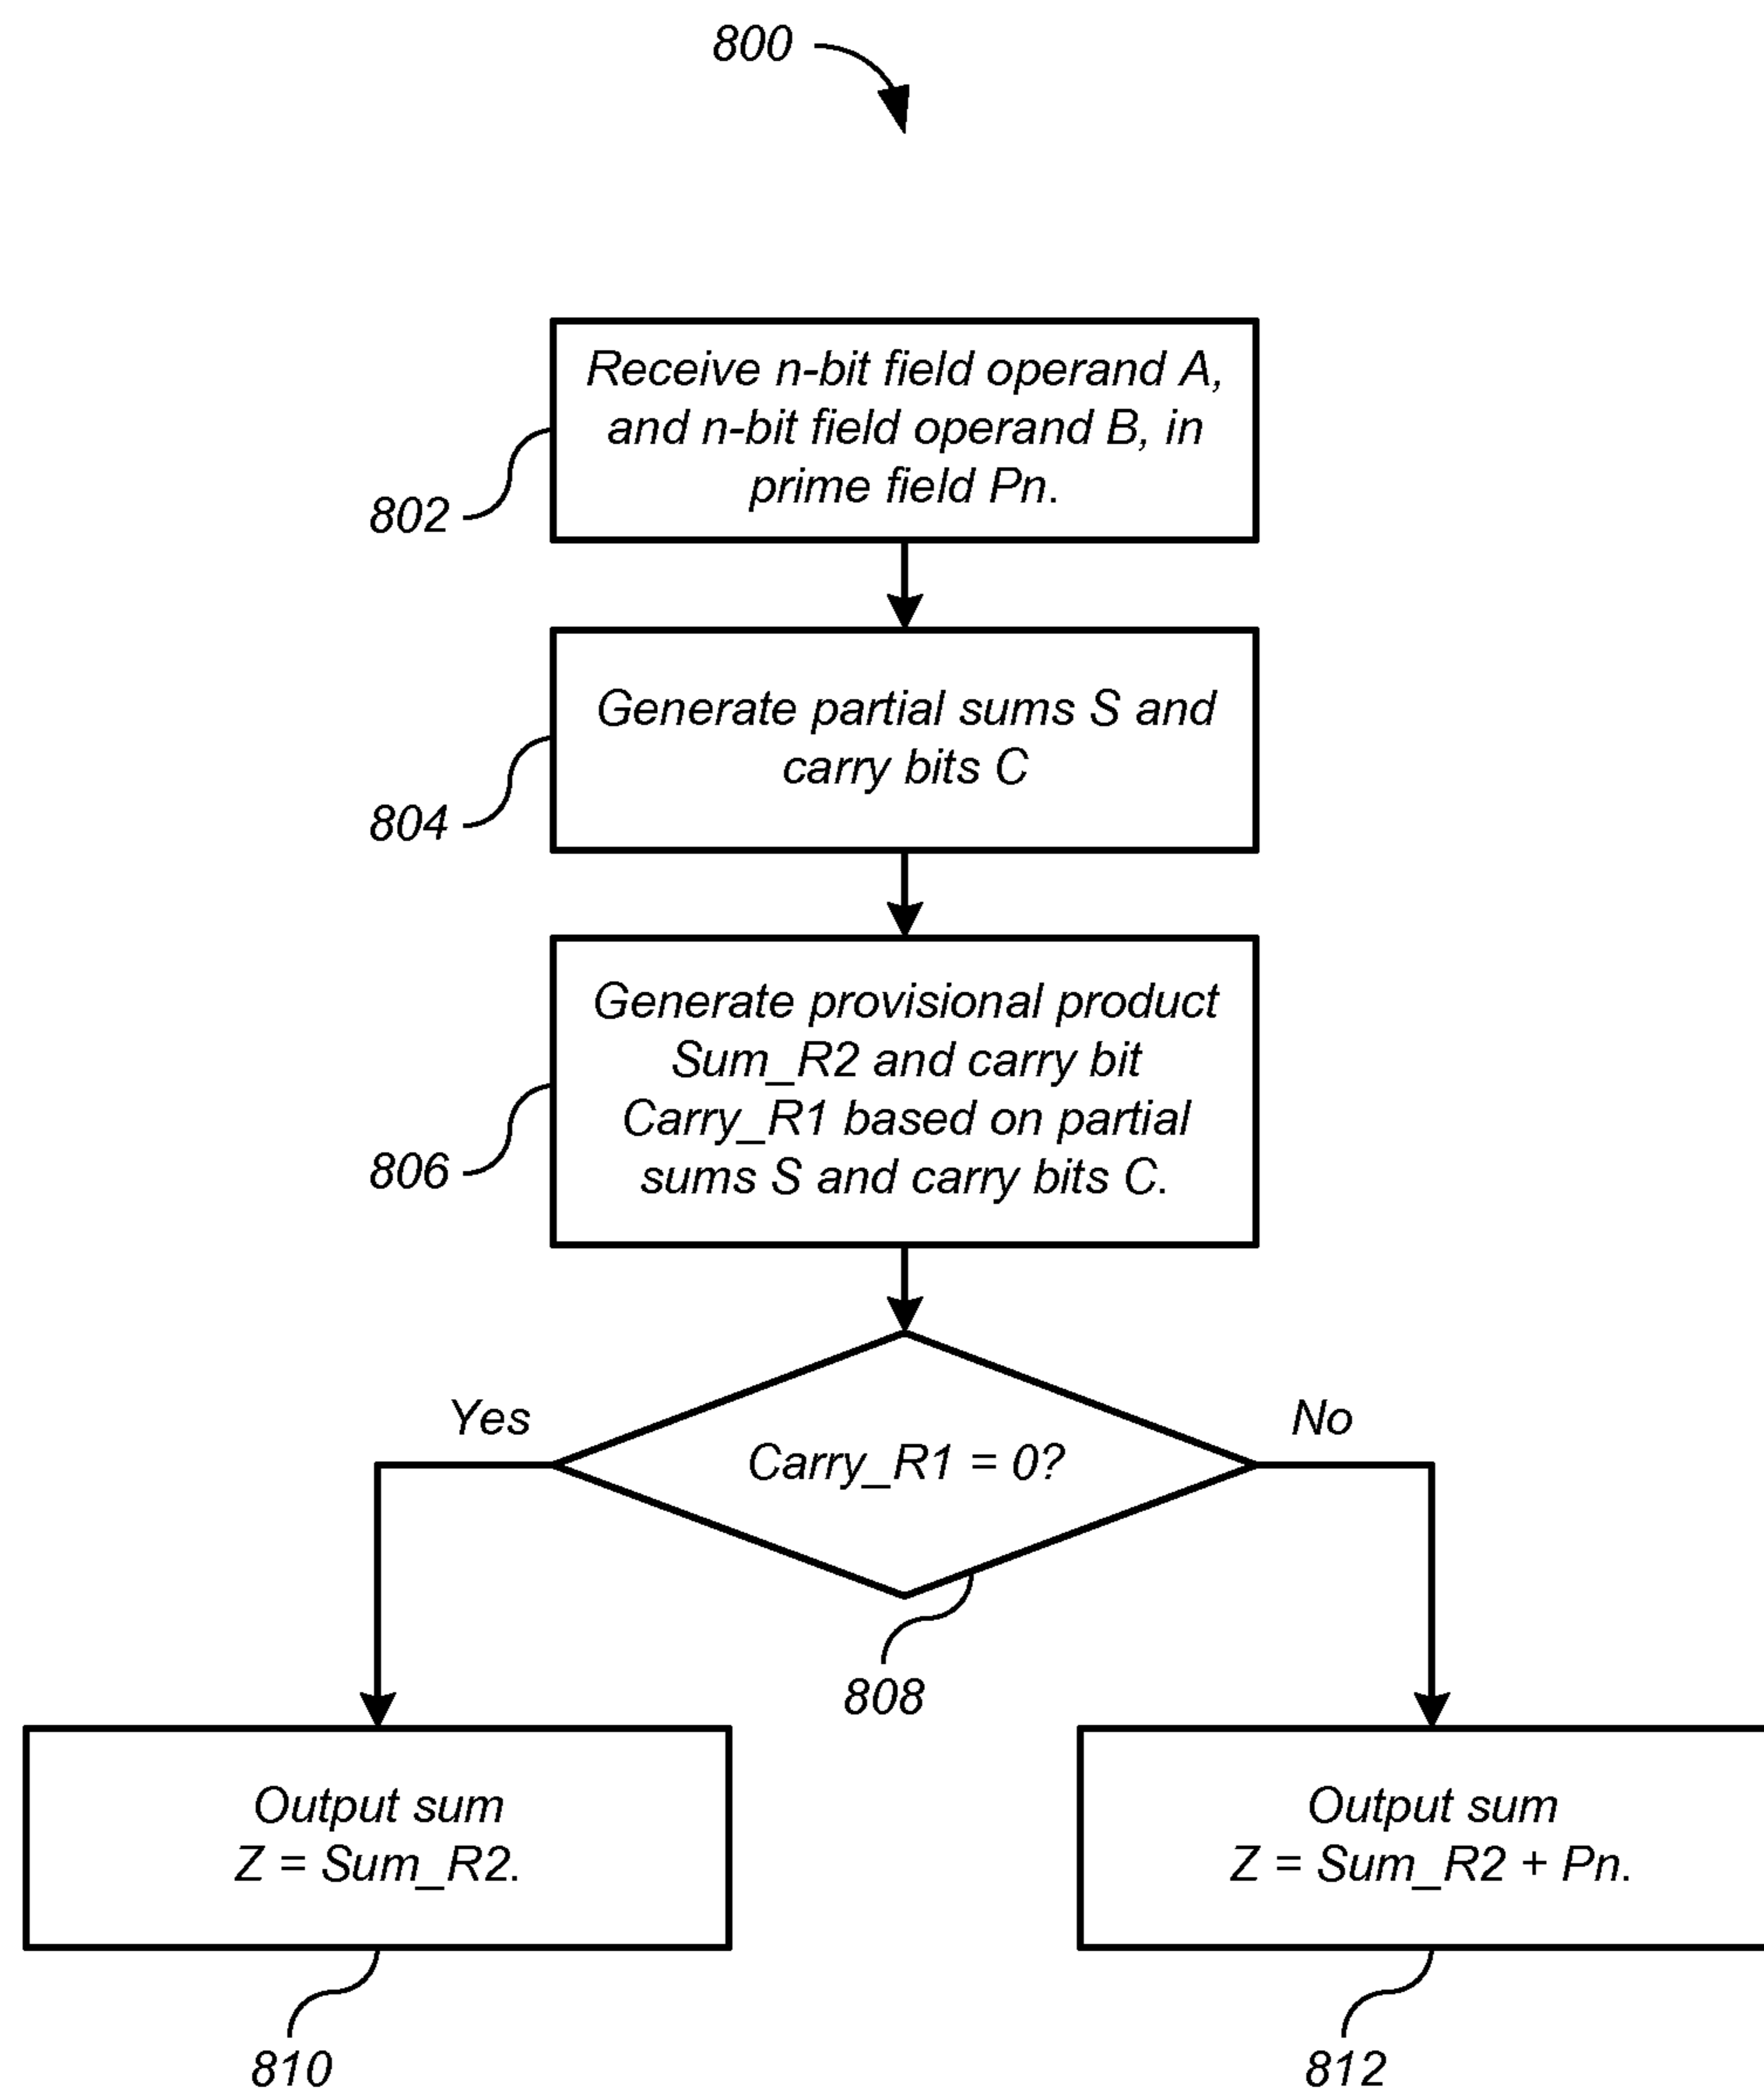 800
Receive n-bit field operand A,
and n-bit field operand B, in
prime field Pn.
802
Generate partial sums S and
carry bits C
804
Generate provisional product
Sum_R2 and carry bit
Carry_R1 based on partial
sums S and carry bits C.
806
Yes
No
Carry_R1 = 0?
808
Output sum
Z = Sum_R2.
810
Output sum
Z = Sum_R2 + Pn.
812